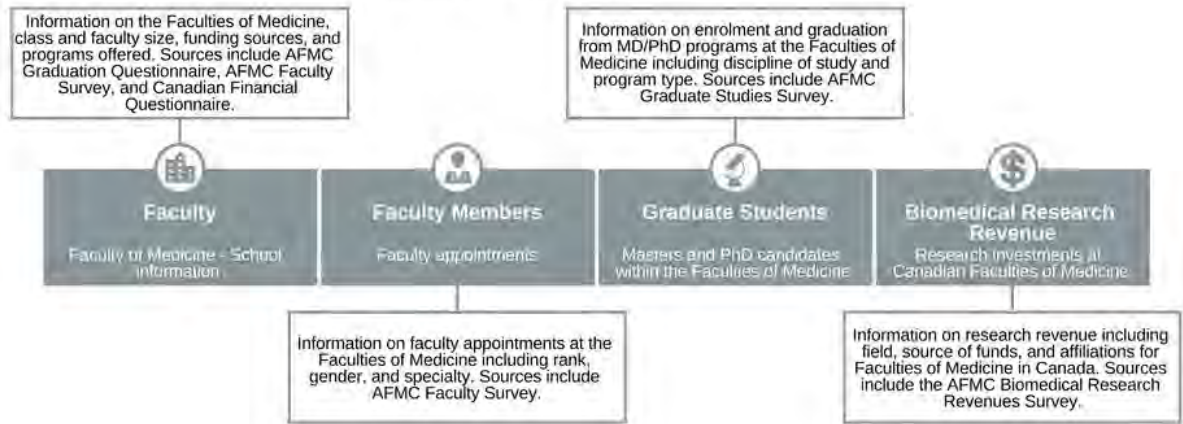 Information on the Faculties of Medicine,
class and faculty size, funding sources, and
programs offered. Sources include AFMC
Graduation Questionnaire, AFMC Faculty
Survey, and Canadian Financial
Questionnaire.
Information on enrolment and graduation
from MD/PhD programs at the Faculties of
Medicine including discipline of study and
program type. Sources include AFMC
Graduate Studies Survey.
Faculty
Faculty of Medicine - School
information
Faculty Members
Faculty appointments
Graduate Students
Masters and PhD candidates
within the Faculties of Medicine
Biomedical Research
Revenue
Research investments at
Canadian Faculties of Medicine
Information on faculty appointments at the
Faculties of Medicine including rank,
gender, and specialty. Sources include
AFMC Faculty Survey.
Information on research revenue including
field, source of funds, and affiliations for
Faculties of Medicine in Canada. Sources
include the AFMC Biomedical Research
Revenues Survey.